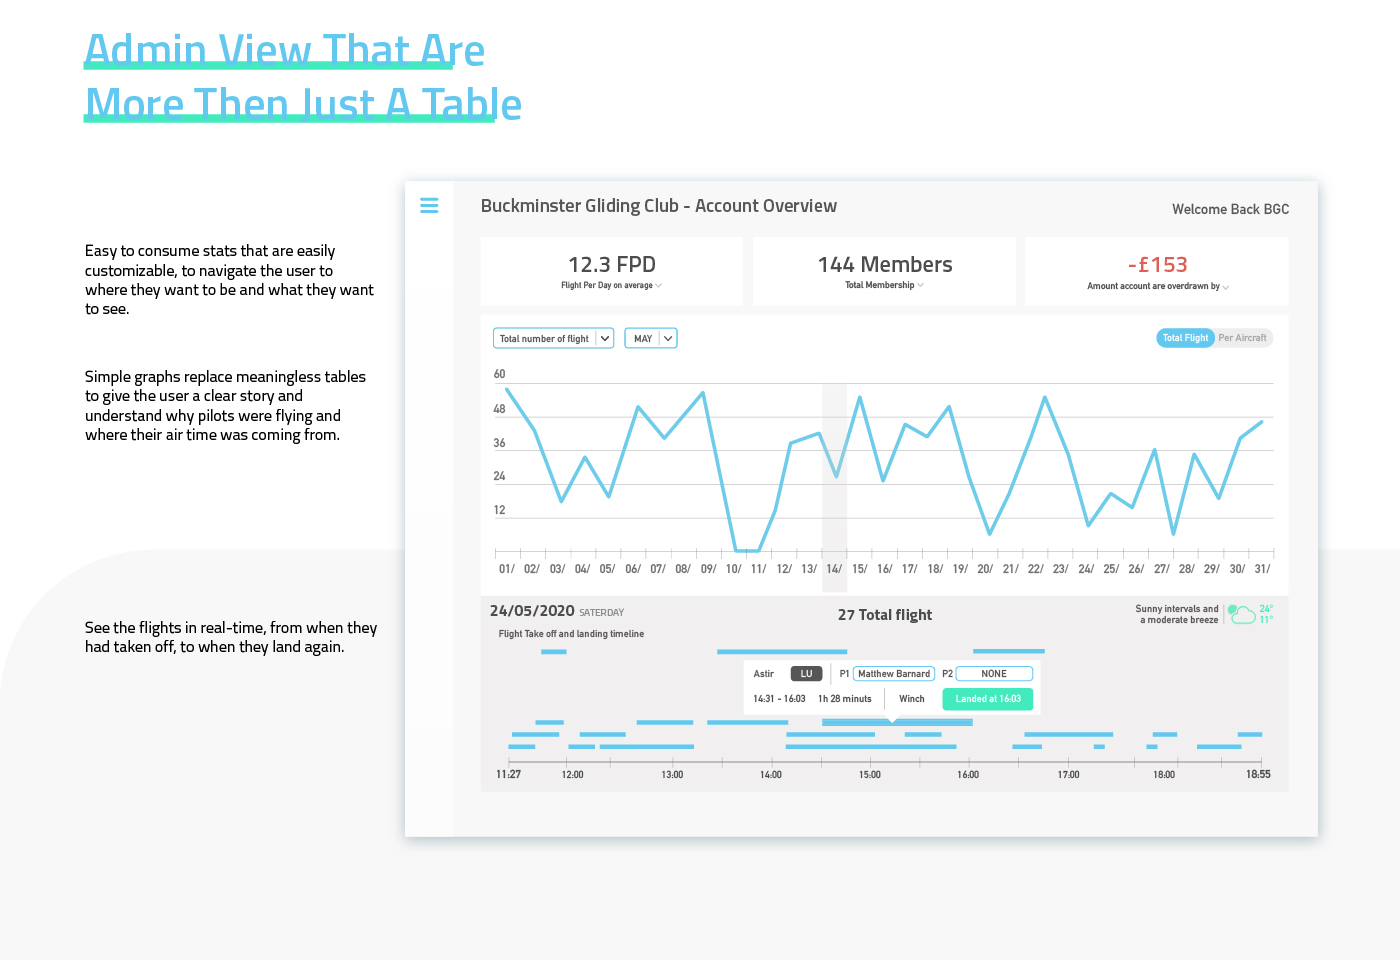 Admin View That Are
More Then Just A Table
Easy to consume stats that are easily
customizable, to navigate the user to
where they want to be and what they want
to see.
Simple graphs replace meaningless tables
to give the user a clear story and
understand why pilots were flying and
where their air time was coming from.
See the flights in real-time, from when they
had taken off, to when they land again.
Buckminster Gliding Club - Account Overview
Welcome Back BGC
12.3 FPD
Flight Per Day on average
144 Members
Total Membership
-£153
Amount account are overdrawn by
Total number of flight
MAY
Total Flight
Per Aircraft
60
48
36
24
12
01/ 02/ 03/ 04/ 05/ 06/ 07/ 08/ 09/ 10/ 11/ 12/ 13/ 14/ 15/ 16/ 17/ 18/ 19/ 20/ 21/ 22/ 23/ 24/ 25/ 26/ 27/ 28/ 29/ 30/ 31/
24/05/2020 SATERDAY
27 Total flight
Sunny intervals and
a moderate breeze
24°
11°
Flight Take off and landing timeline
Astir LU P1 Matthew Barnard P2 NONE
14:31 - 16:03 1h 28 minuts Winch Landed at 16:03
11:27 12:00 13:00 14:00 15:00 16:00 17:00 18:00 18:55